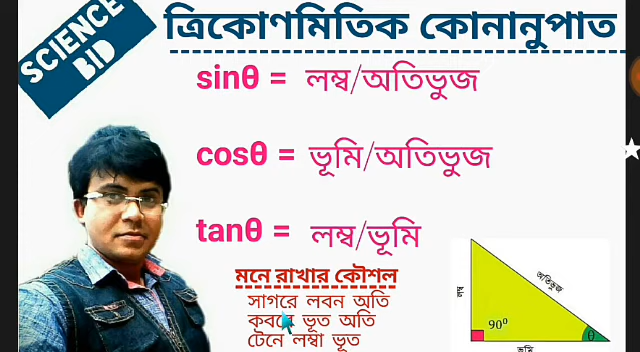 SCIENCE
BID
ত্রিকোণমিতিক কোনানুপাত
sinθ = লম্ব/অতিভুজ
cosθ = ভূমি/অতিভুজ
tanθ = লম্ব/ভূমি
মনে রাখার কৌশল
সাগরে লবন অতি
ভূত অতি
টেনে লম্বা ভূত
লম্ব
অতিভুজ
90⁰
θ
ভূমি